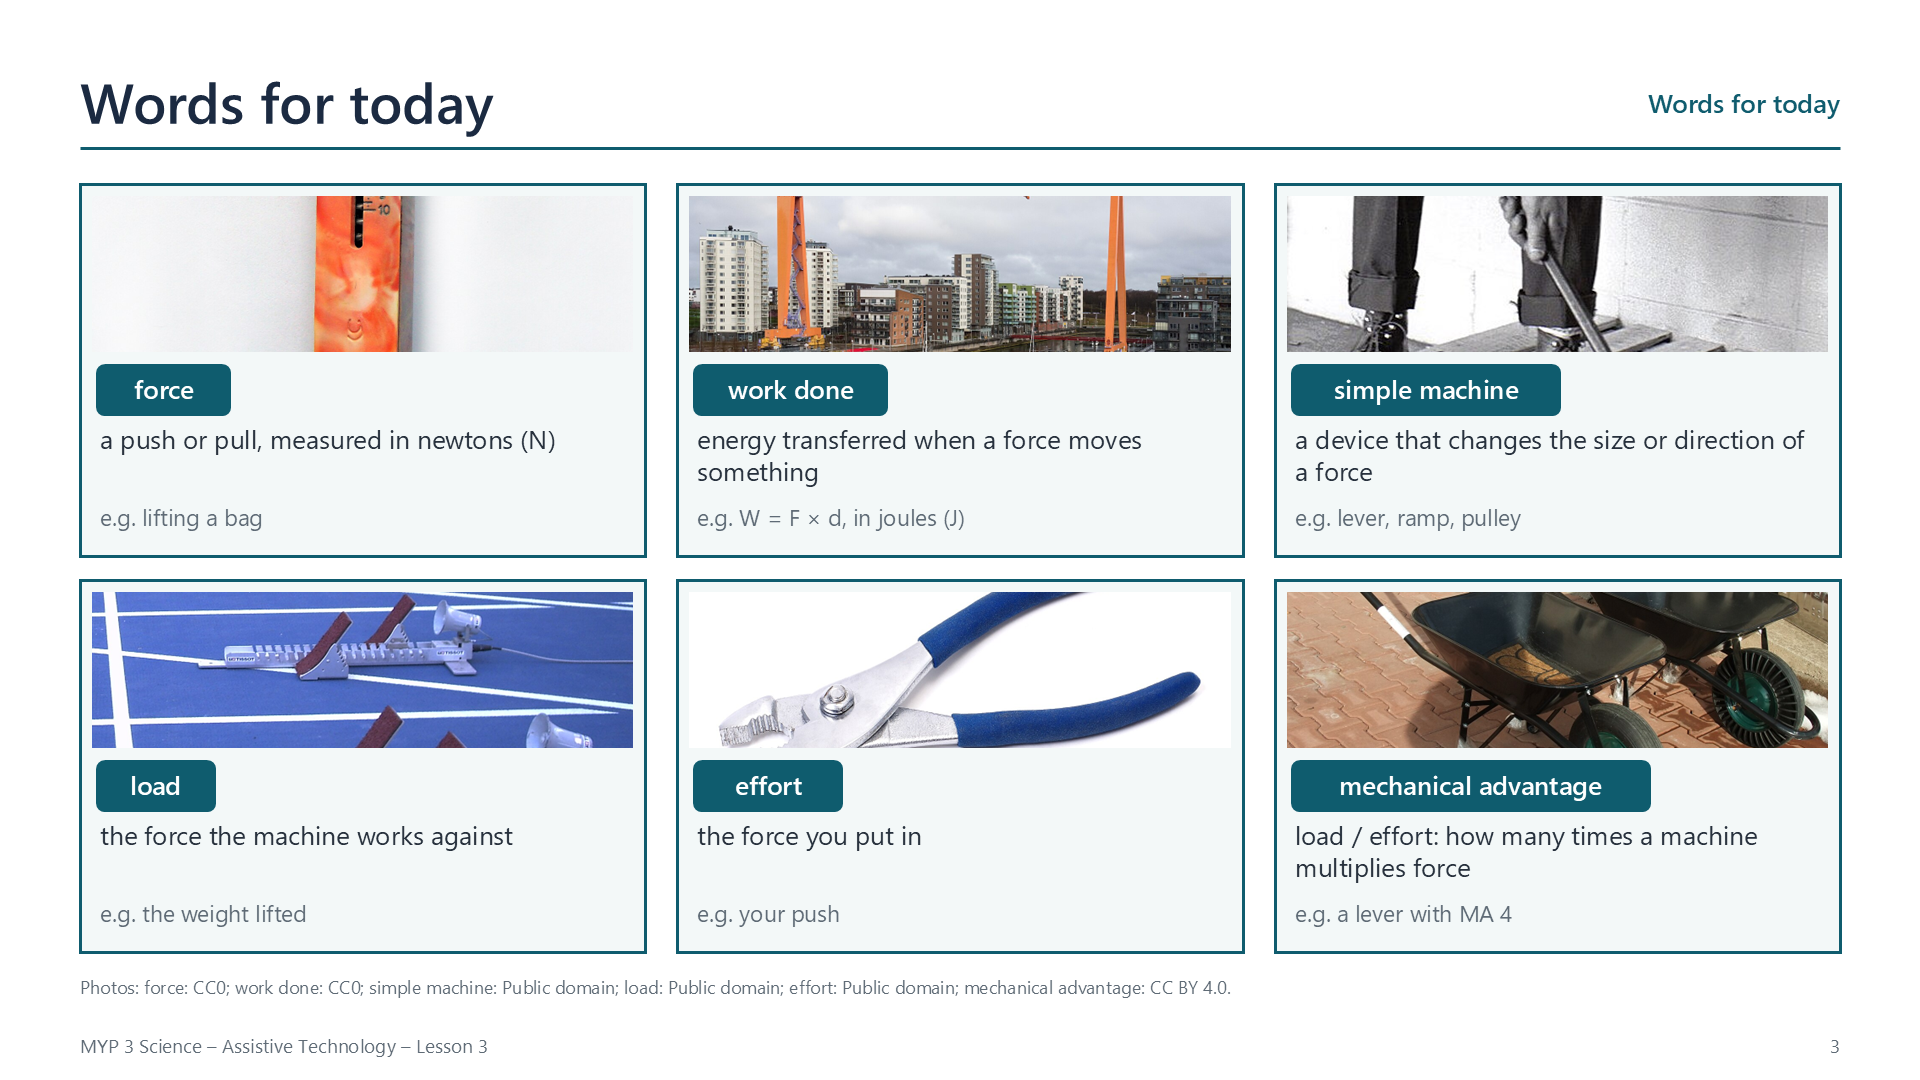 Words for today
Words for today
10
force
a push or pull, measured in newtons (N)
e.g. lifting a bag
work done
energy transferred when a force moves
something
e.g. W = F × d, in joules (J)
simple machine
a device that changes the size or direction of
a force
e.g. lever, ramp, pulley
load
the force the machine works against
e.g. the weight lifted
effort
the force you put in
e.g. your push
mechanical advantage
load / effort: how many times a machine
multiplies force
e.g. a lever with MA 4
Photos: force: CC0; work done: CC0; simple machine: Public domain; load: Public domain; effort: Public domain; mechanical advantage: CC BY 4.0.
MYP 3 Science – Assistive Technology – Lesson 3
3